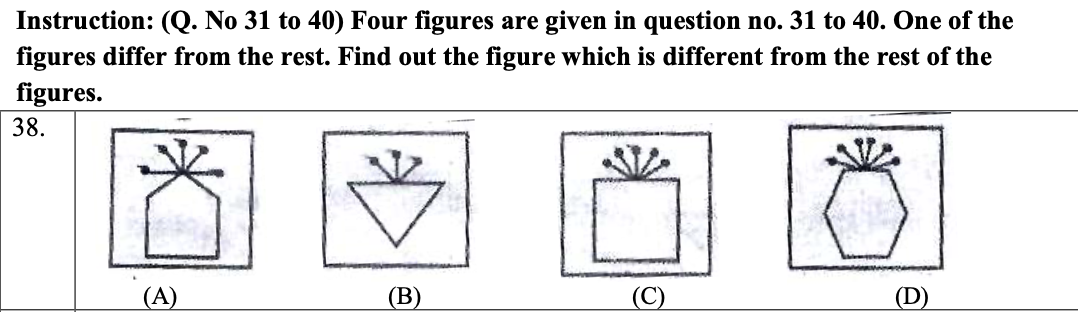 Instruction: (Q. No 31 to 40) Four figures are given in question no. 31 to 40. One of the
figures differ from the rest. Find out the figure which is different from the rest of the
figures.
38.
(A) (B) (C) (D)